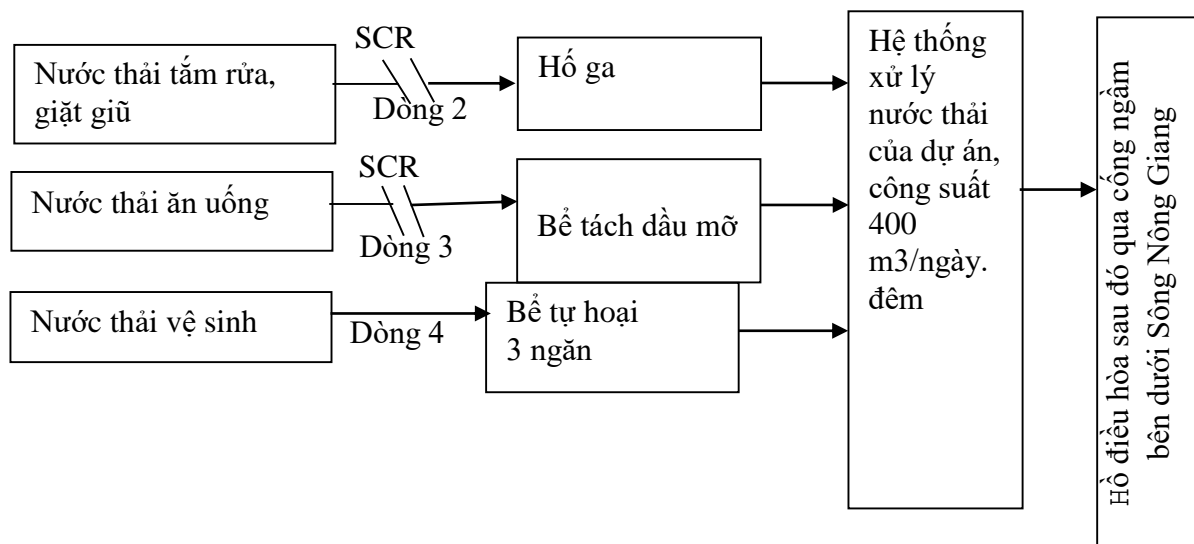 SCR
Nước thải tắm rửa,
giặt giũ
Dòng 2
Hố ga
SCR
Nước thải ăn uống
Dòng 3
Bể tách dầu mỡ
Nước thải vệ sinh
Dòng 4
Bể tự hoại
3 ngăn
Hệ thống
xử lý
nước thải
của dự án,
công suất
400
m3/ngày.
đêm
Hồ điều hòa sau đó qua cống ngầm
bên dưới Sông Nông Giang